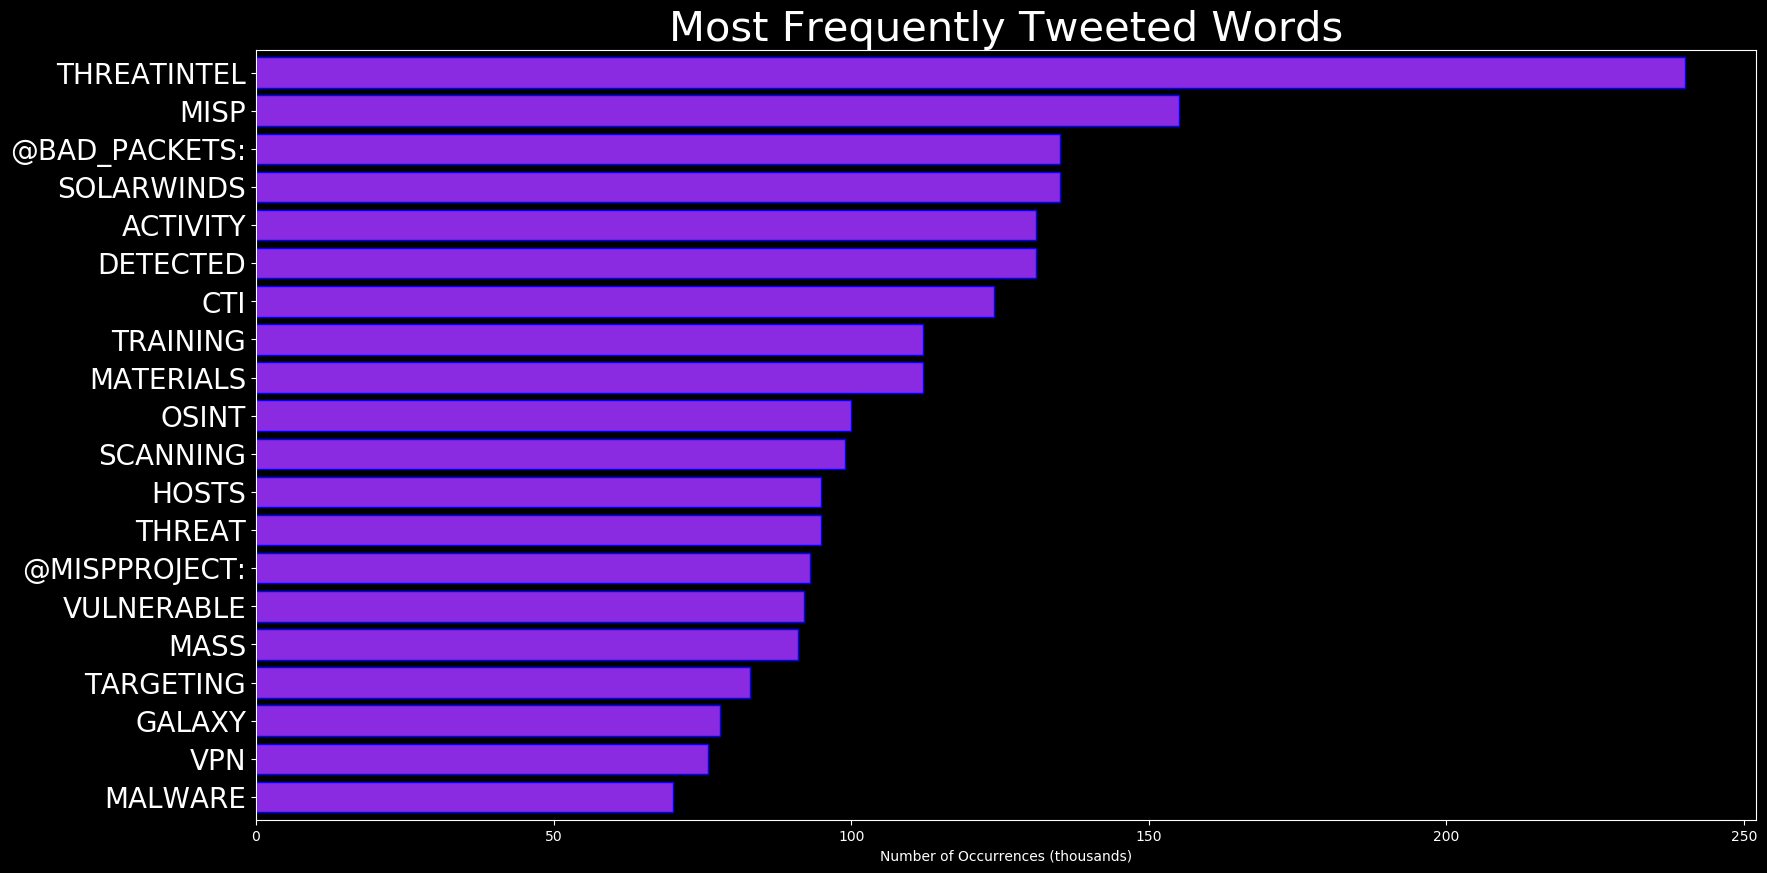 Most Frequently Tweeted Words
THREATINTEL
MISP
@BAD_PACKETS:
SOLARWINDS
ACTIVITY
DETECTED
CTI
TRAINING
MATERIALS
OSINT
SCANNING
HOSTS
THREAT
@MISPPROJECT:
VULNERABLE
MASS
TARGETING
GALAXY
VPN
MALWARE
0 50 100 150 200 250
Number of Occurrences (thousands)